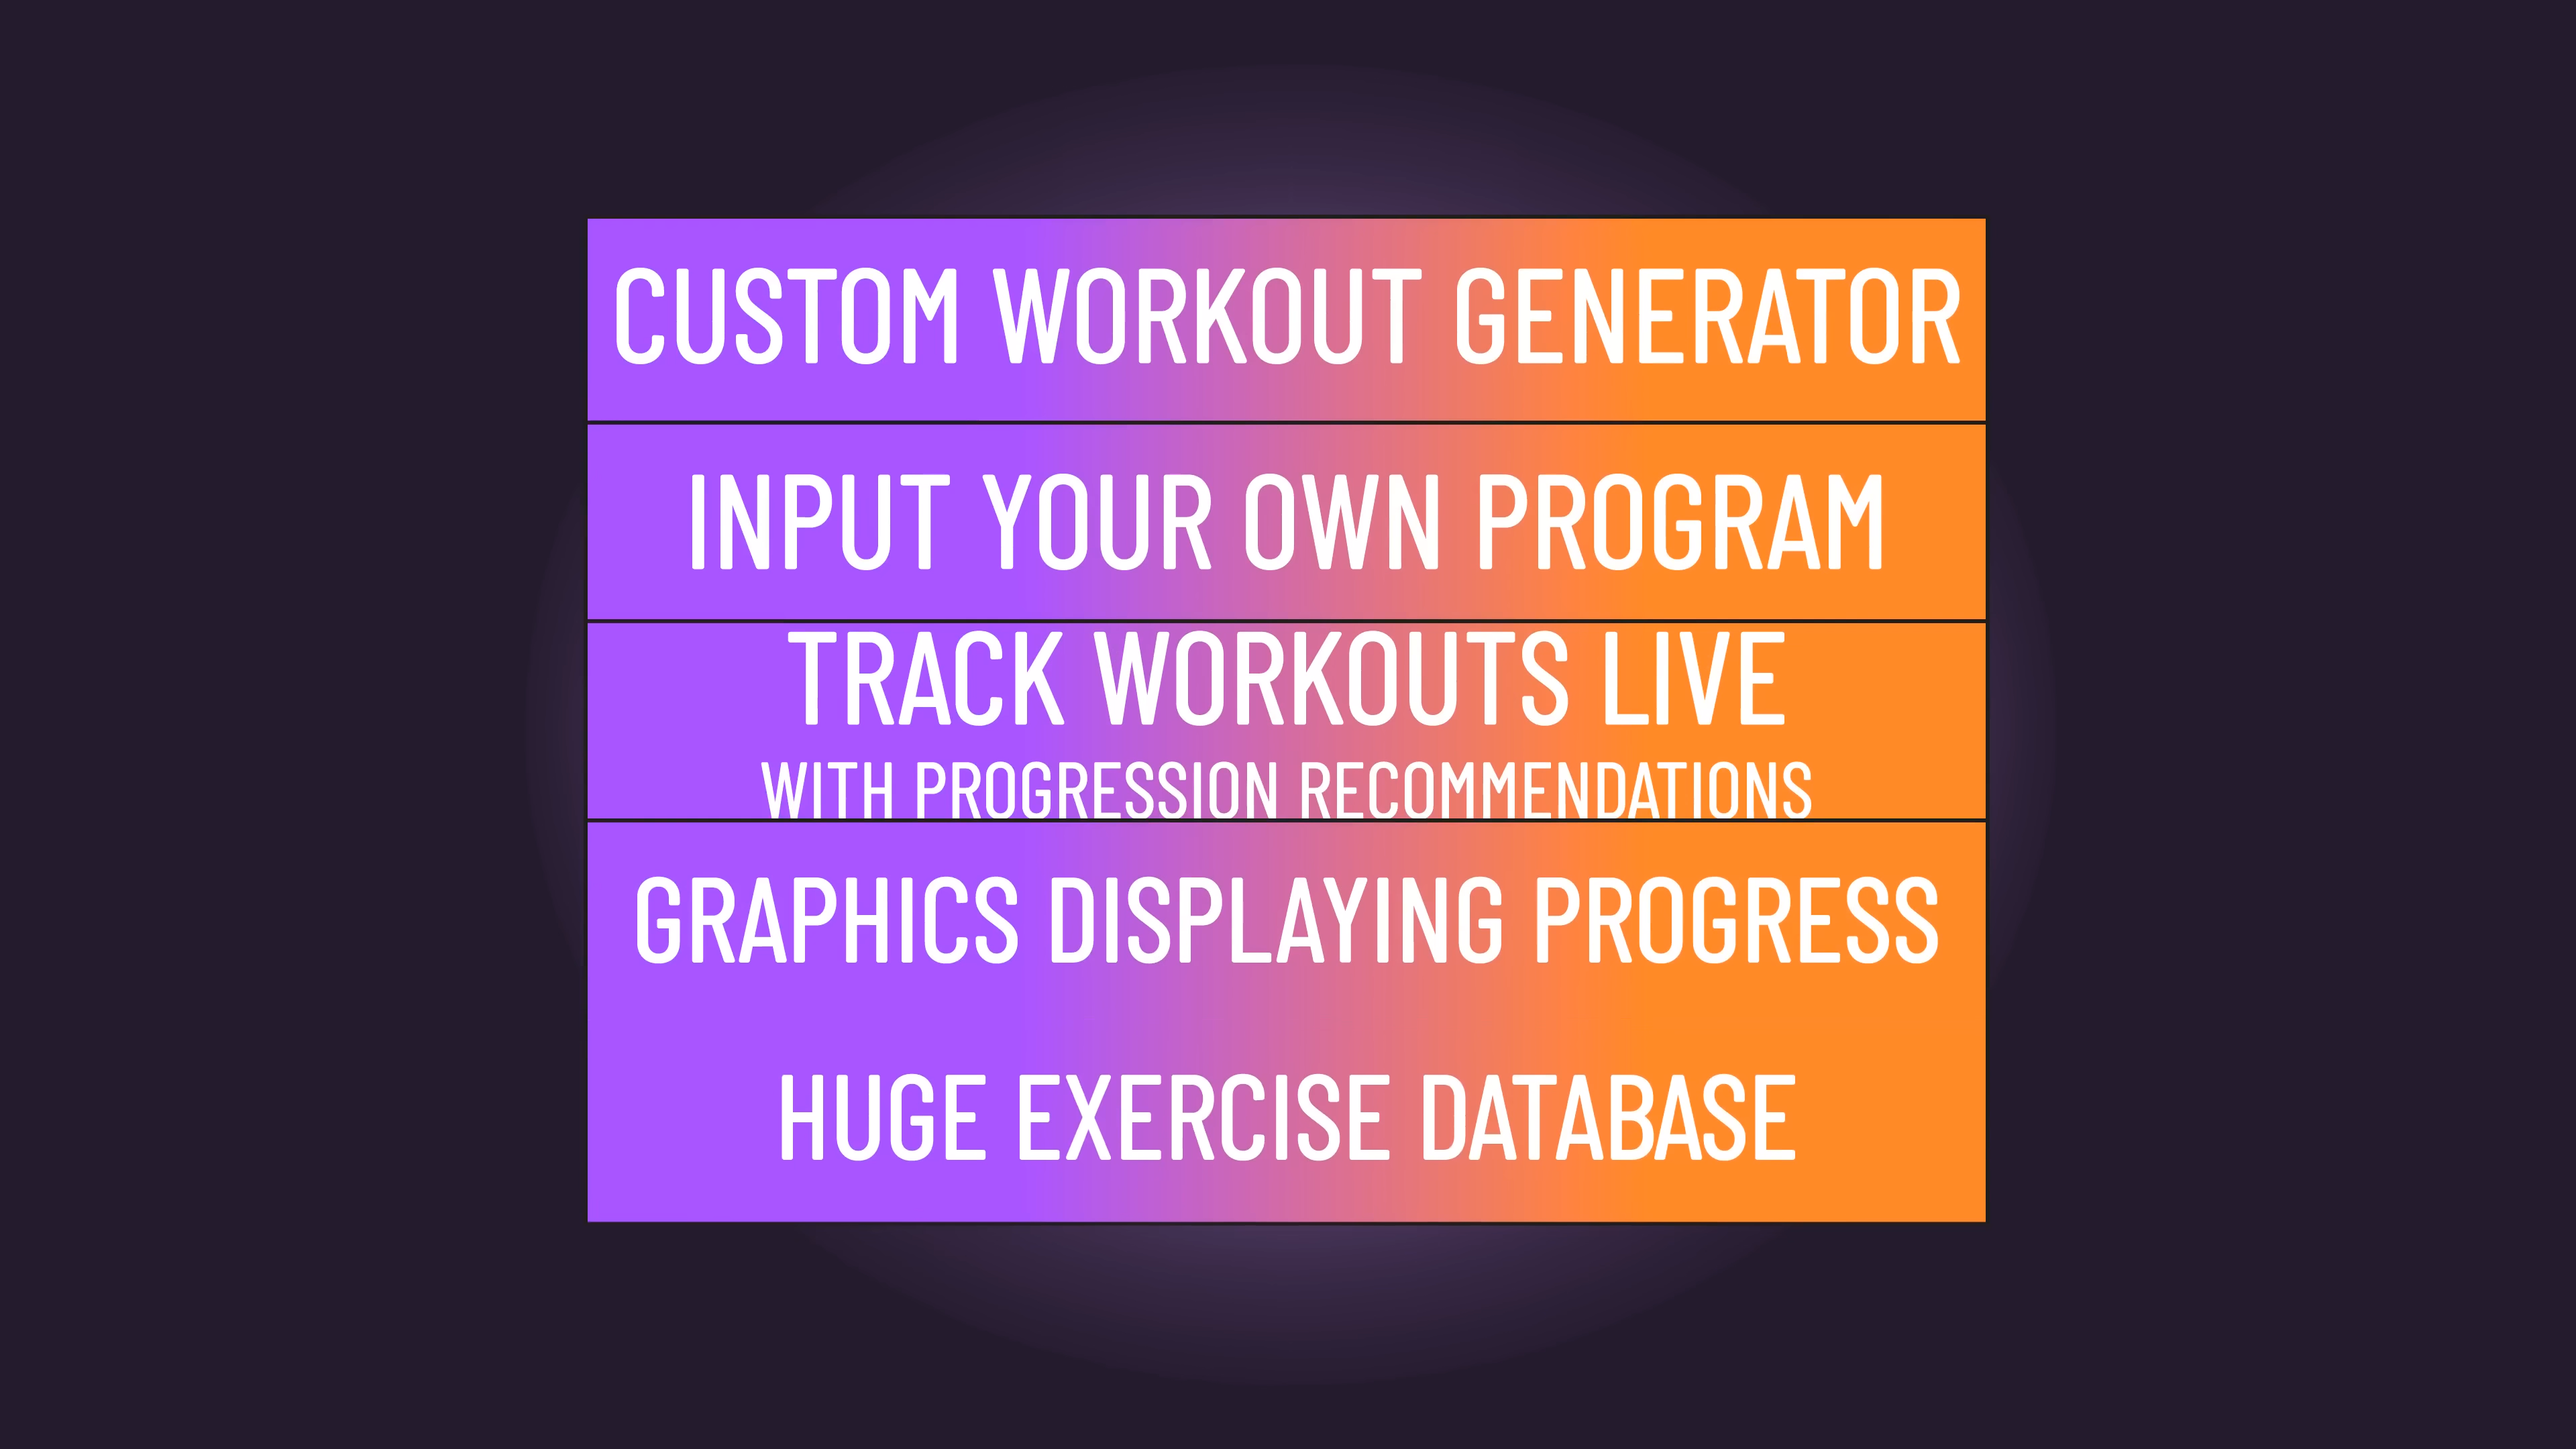 CUSTOM WORKOUT GENERATOR
INPUT YOUR OWN PROGRAM
TRACK WORKOUTS LIVE
WITH PROGRESSION RECOMMENDATIONS
GRAPHICS DISPLAYING PROGRESS
HUGE EXERCISE DATABASE